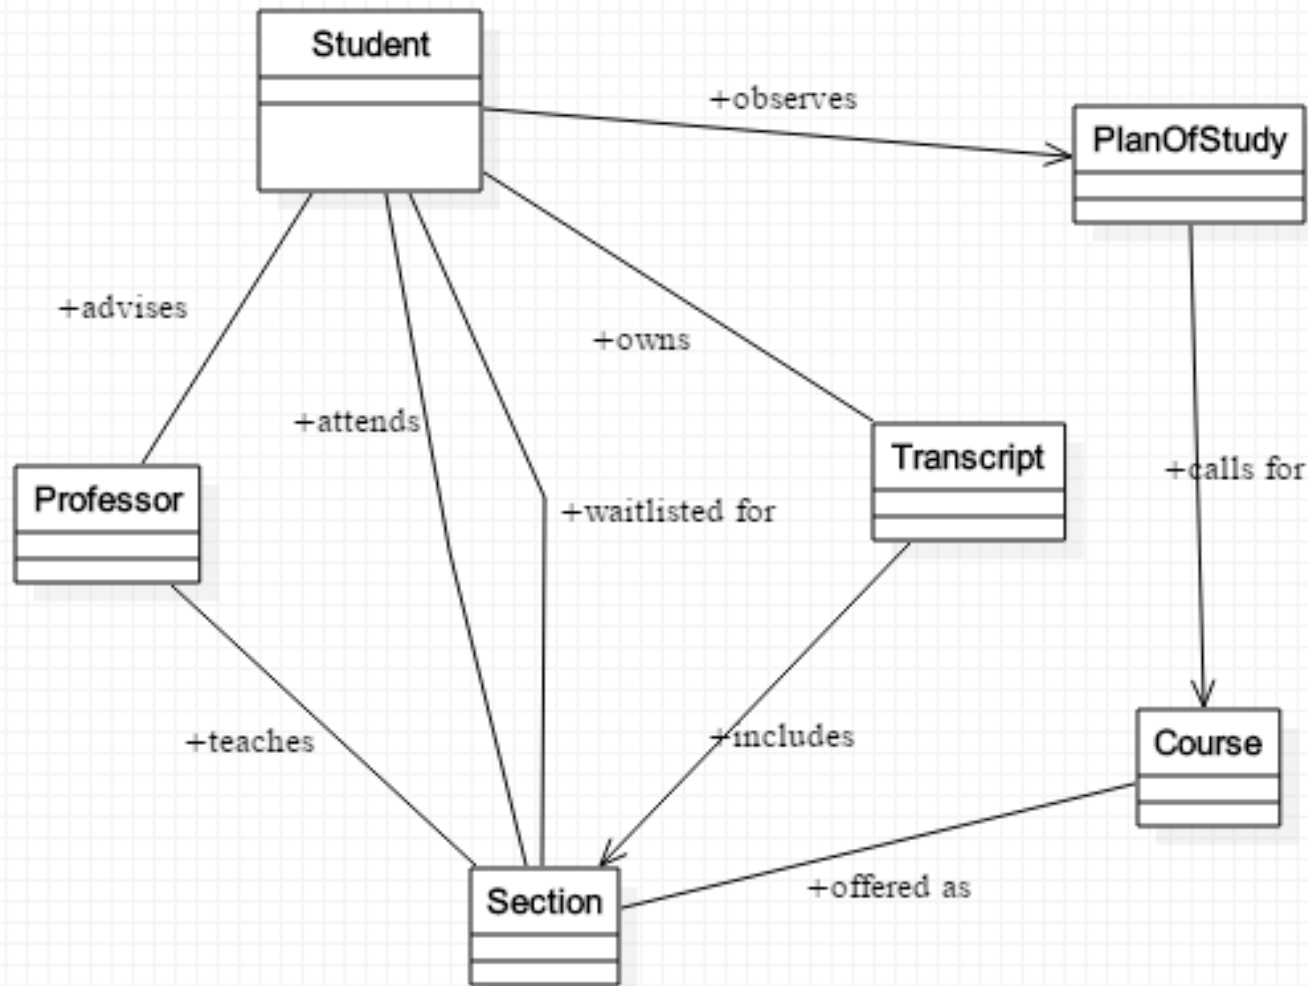 Student
+observes
PlanOfStudy
+advises
+owns
+attends
Transcript
+calls for
Professor
+waitlisted for
+includes
+teaches
Course
+offered as
Section